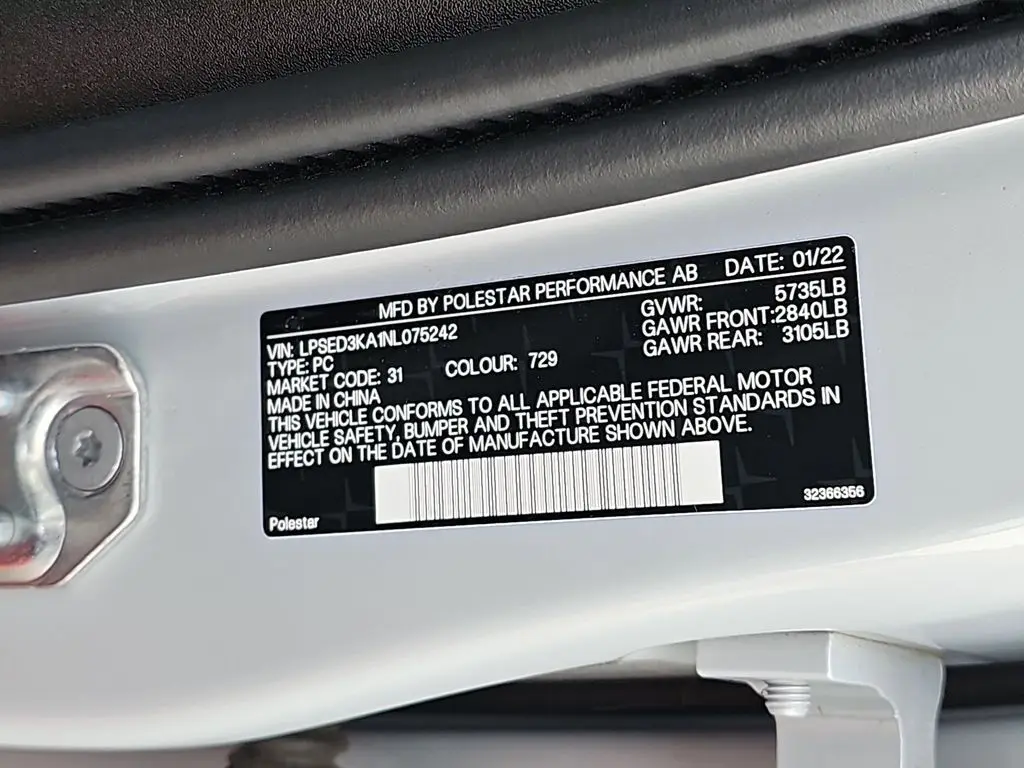 MFD BY POLESTAR PERFORMANCE AB DATE: 01/22
VIN: LPSED3KA1NL075242 GVWR: 5735LB
TYPE: PC GAWR FRONT:2840LB
MARKET CODE: 31 COLOUR: 729 GAWR REAR: 3105LB
MADE IN CHINA
THIS VEHICLE CONFORMS TO ALL APPLICABLE FEDERAL MOTOR
VEHICLE SAFETY, BUMPER AND THEFT PREVENTION STANDARDS IN
EFFECT ON THE DATE OF MANUFACTURE SHOWN ABOVE.
Polestar 32366356